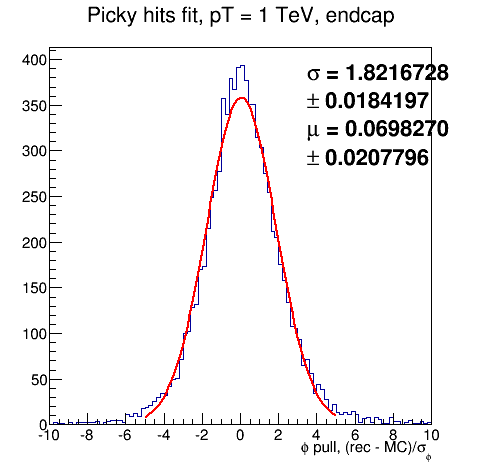 Picky hits fit, pT = 1 TeV, endcap
σ = 1.8216728
± 0.0184197
μ = 0.0698270
± 0.0207796
400
350
300
250
200
150
100
50
0
-10 -8 -6 -4 -2 0 2 4 6 8 10
ϕ pull, (rec - MC)/σ_ϕ